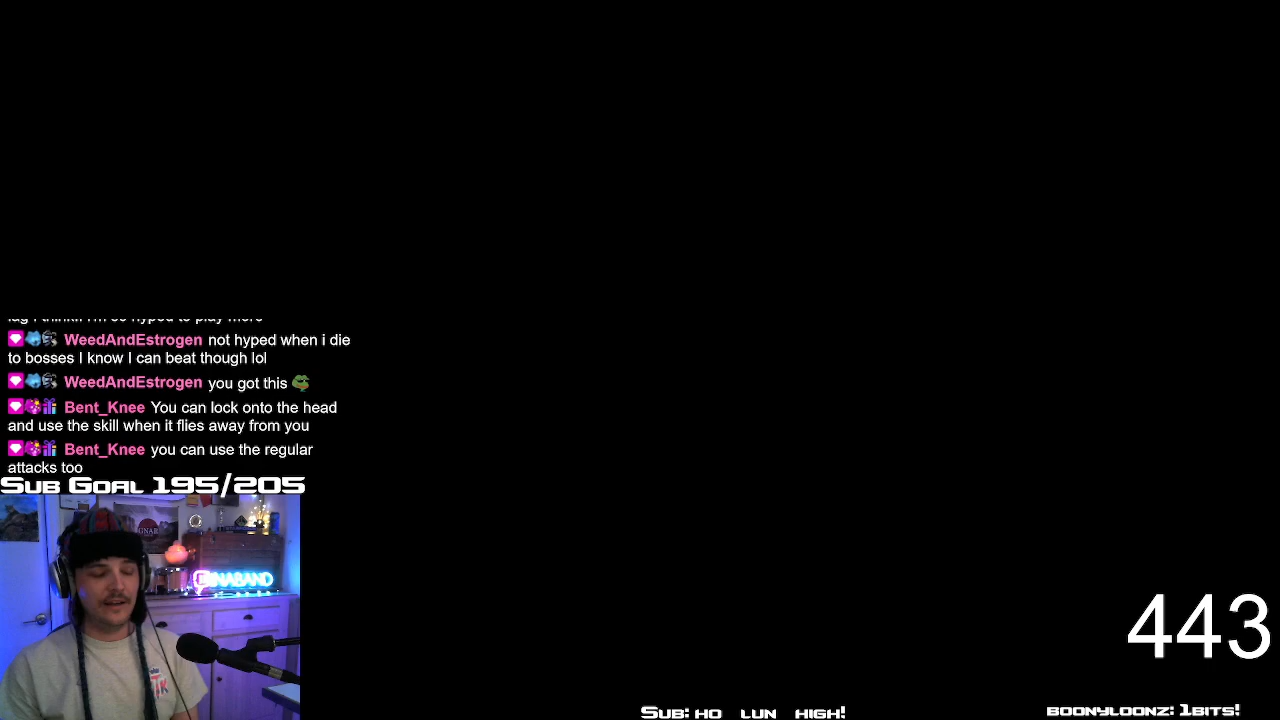 WeedAndEstrogen not hyped when i die
to bosses I know I can beat though lol
WeedAndEstrogen you got this
Bent_Knee You can lock onto the head
and use the skill when it flies away from you
Bent_Knee you can use the regular
attacks too
Sub Goal 195/205
GNAR
BAND
443
Sub: ho lun high!
boonyloonz: 1bits!